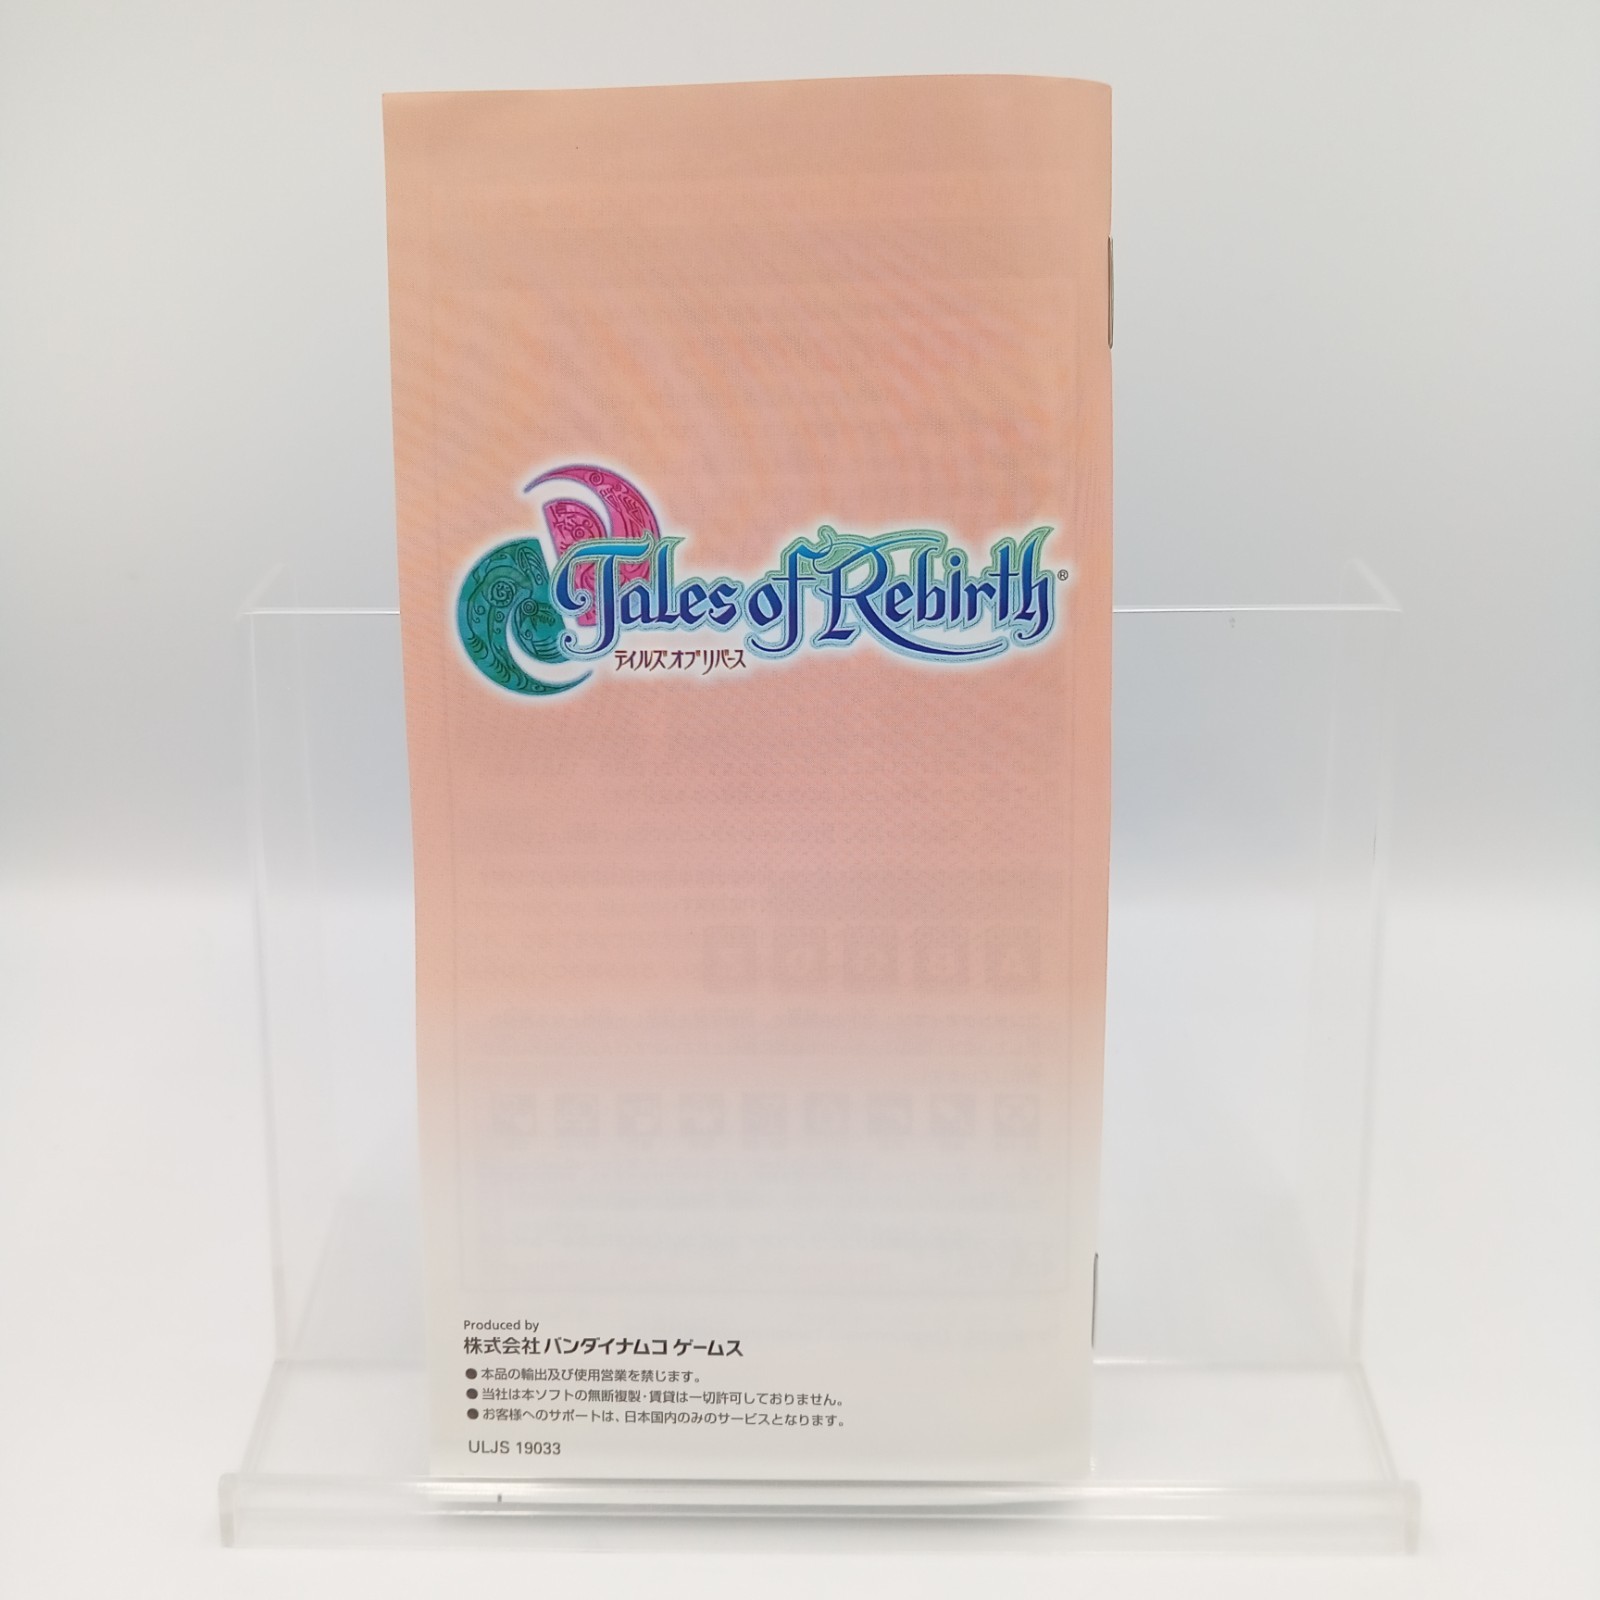 Tales of Rebirth®
テイルズ オブ リバース
Produced by
株式会社 バンダイナムコ ゲームス
●本品の輸出及び使用営業を禁じます。
●当社は本ソフトの無断複製・賃貸は一切許可しておりません。
●お客様へのサポートは、日本国内のみのサービスとなります。
ULJS 19033